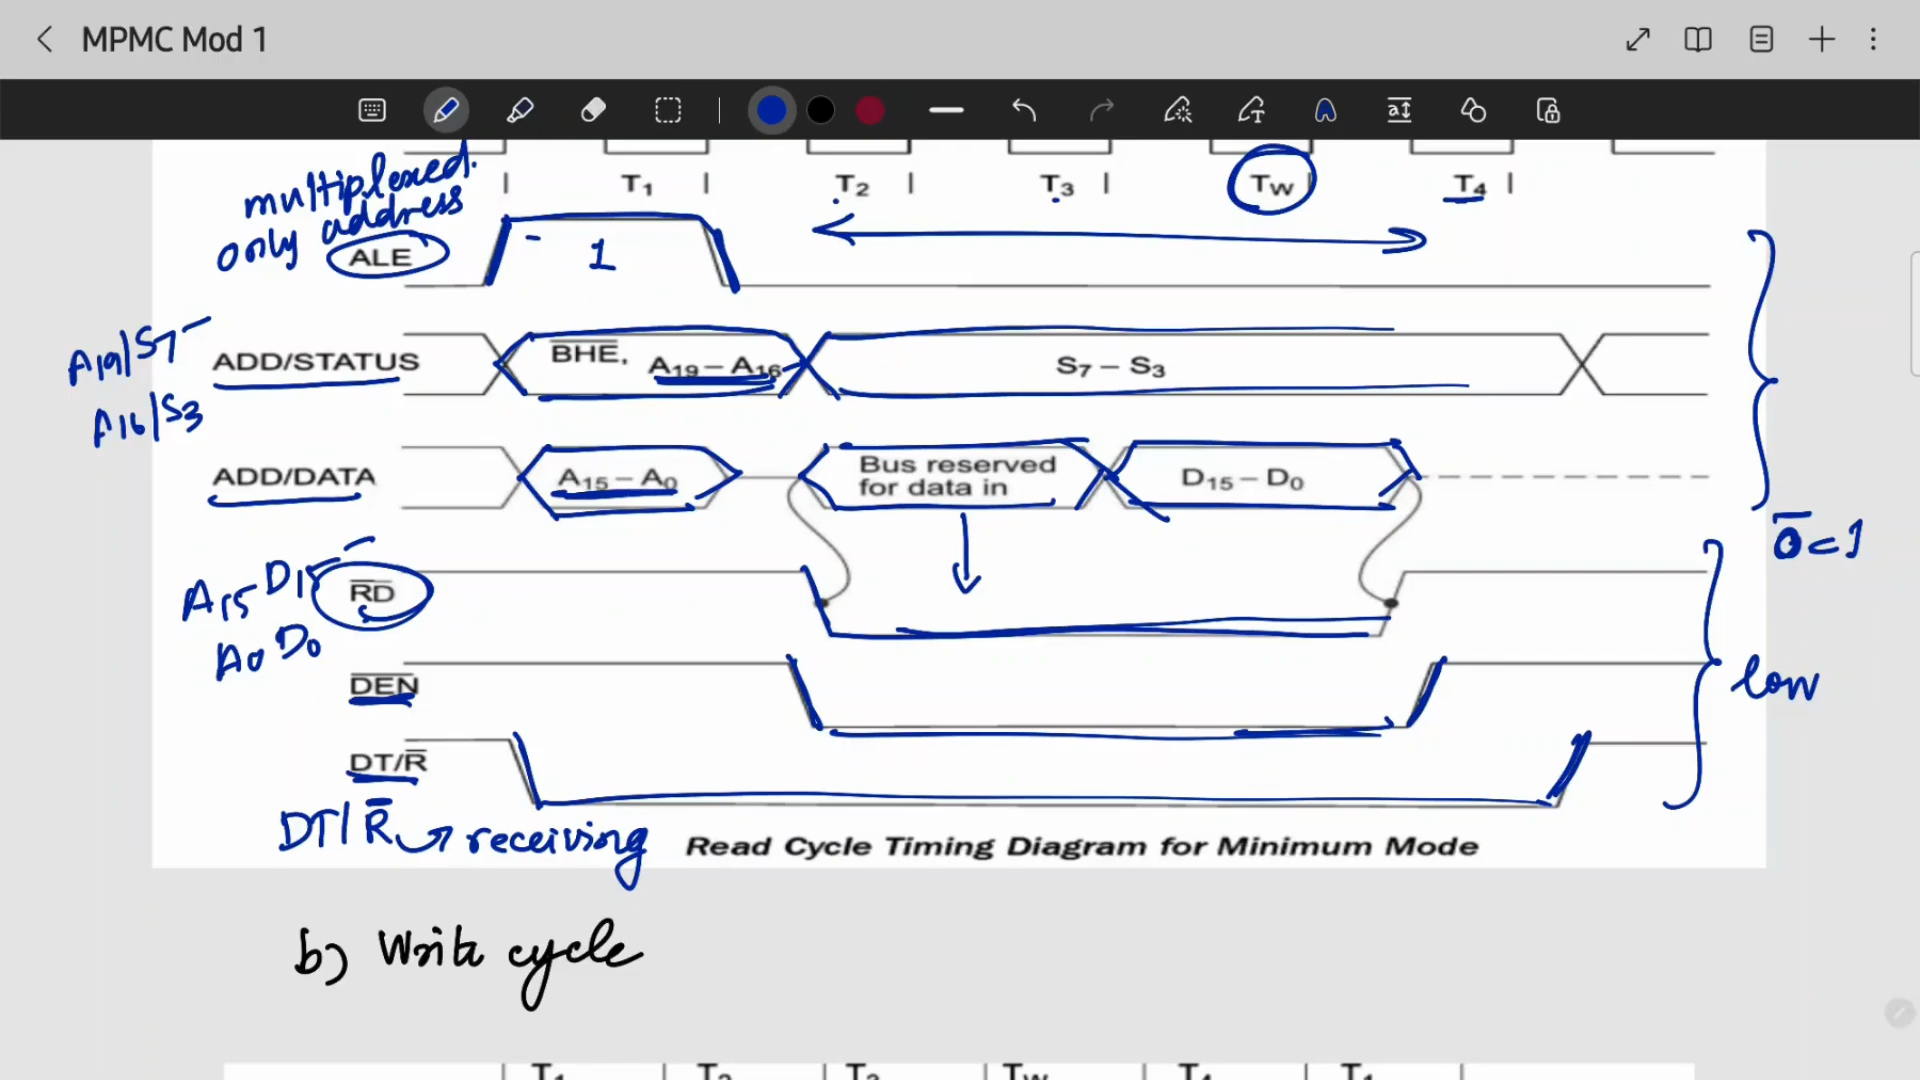 MPMC Mod 1
multiplexed.
only address
T1 T2 T3 TW T4
ALE 1
A19/S7
ADD/STATUS B̅H̅E̅, A19 – A16 S7 – S3
A16/S3
ADD/DATA A15 – A0 Bus reserved for data in D15 – D0
0̅ = 1
A15 D15
R̅D̅
A0 D0
D̅E̅N̅
low
DT/R̅
DT/R̅ → receiving
Read Cycle Timing Diagram for Minimum Mode
b) Write cycle
T1 T2 T3 TW T4 T1